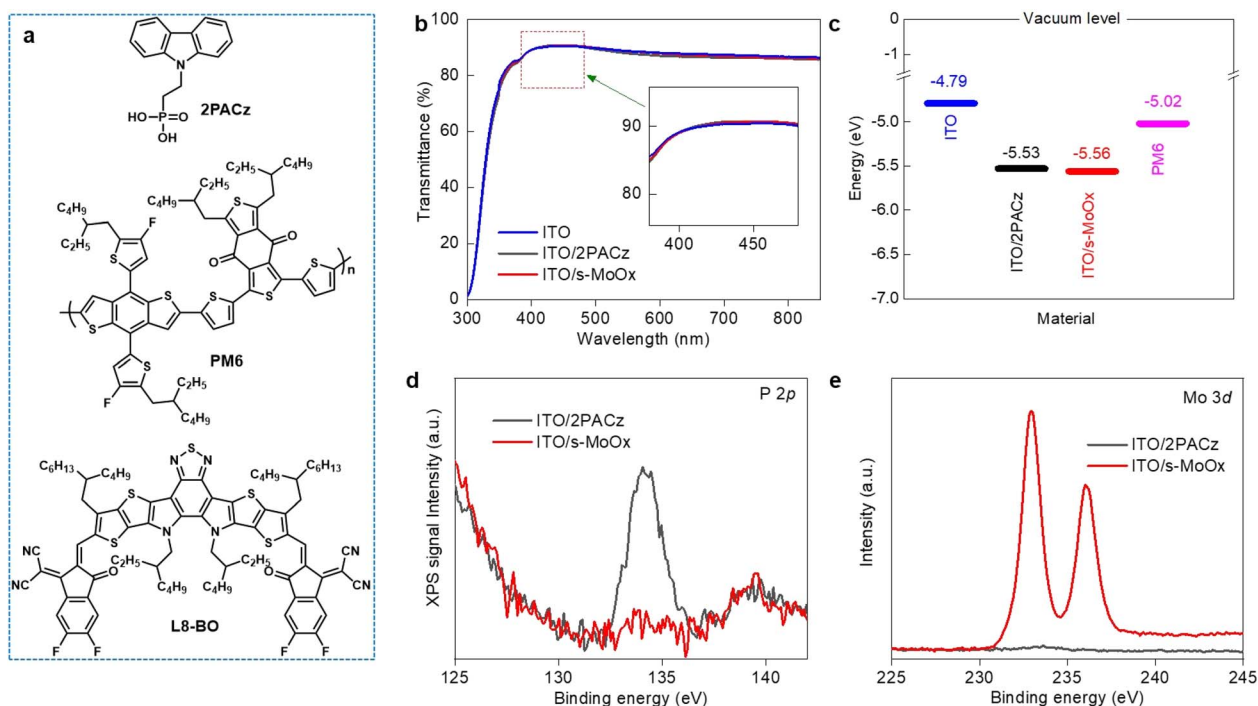 a
2PACz
N
HO-P=O
OH
C2H5
C4H9
C2H5
C4H9
S
O
O
S
C4H9
C2H5
F
S
S
S
S
S
S
n
PM6
S
F
C2H5
C4H9
S
N
N
C6H13
C4H9
C4H9
C6H13
S
S
S
S
N
N
NC
CN
O
C2H5
C4H9
C2H5
C4H9
O
CN
CN
F
F
F
F
L8-BO
b
Transmittance (%)
100
80
60
40
20
0
90
80
400
450
ITO
ITO/2PACz
ITO/s-MoOx
300
400
500
600
700
800
Wavelength (nm)
c
Vacuum level
Energy (eV)
0
-1
-5.0
-5.5
-6.0
-6.5
-7.0
-4.79
ITO
-5.53
ITO/2PACz
-5.56
ITO/s-MoOx
-5.02
PM6
Material
d
P 2p
XPS signal Intensity (a.u.)
ITO/2PACz
ITO/s-MoOx
125
130
135
140
Binding energy (eV)
e
Mo 3d
Intensity (a.u.)
ITO/2PACz
ITO/s-MoOx
225
230
235
240
245
Binding energy (eV)